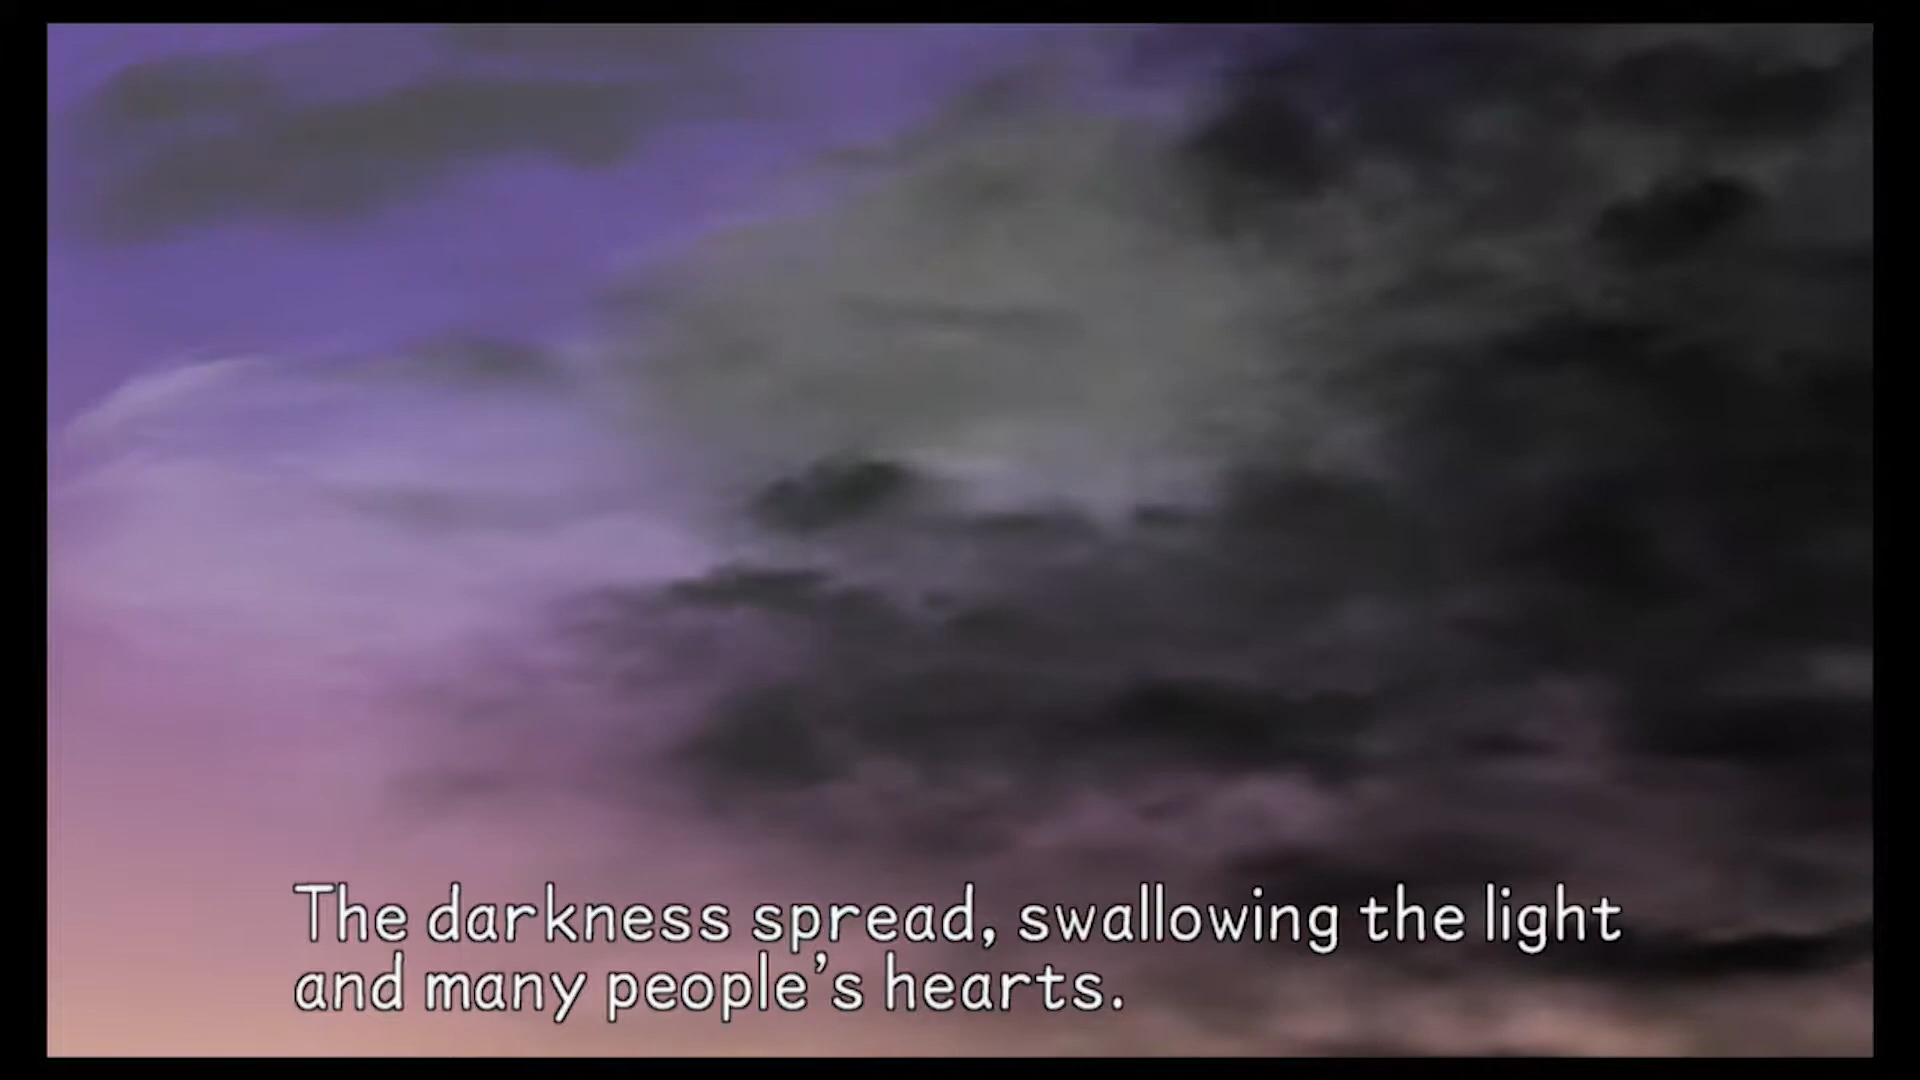 The darkness spread, swallowing the light
and many people's hearts.